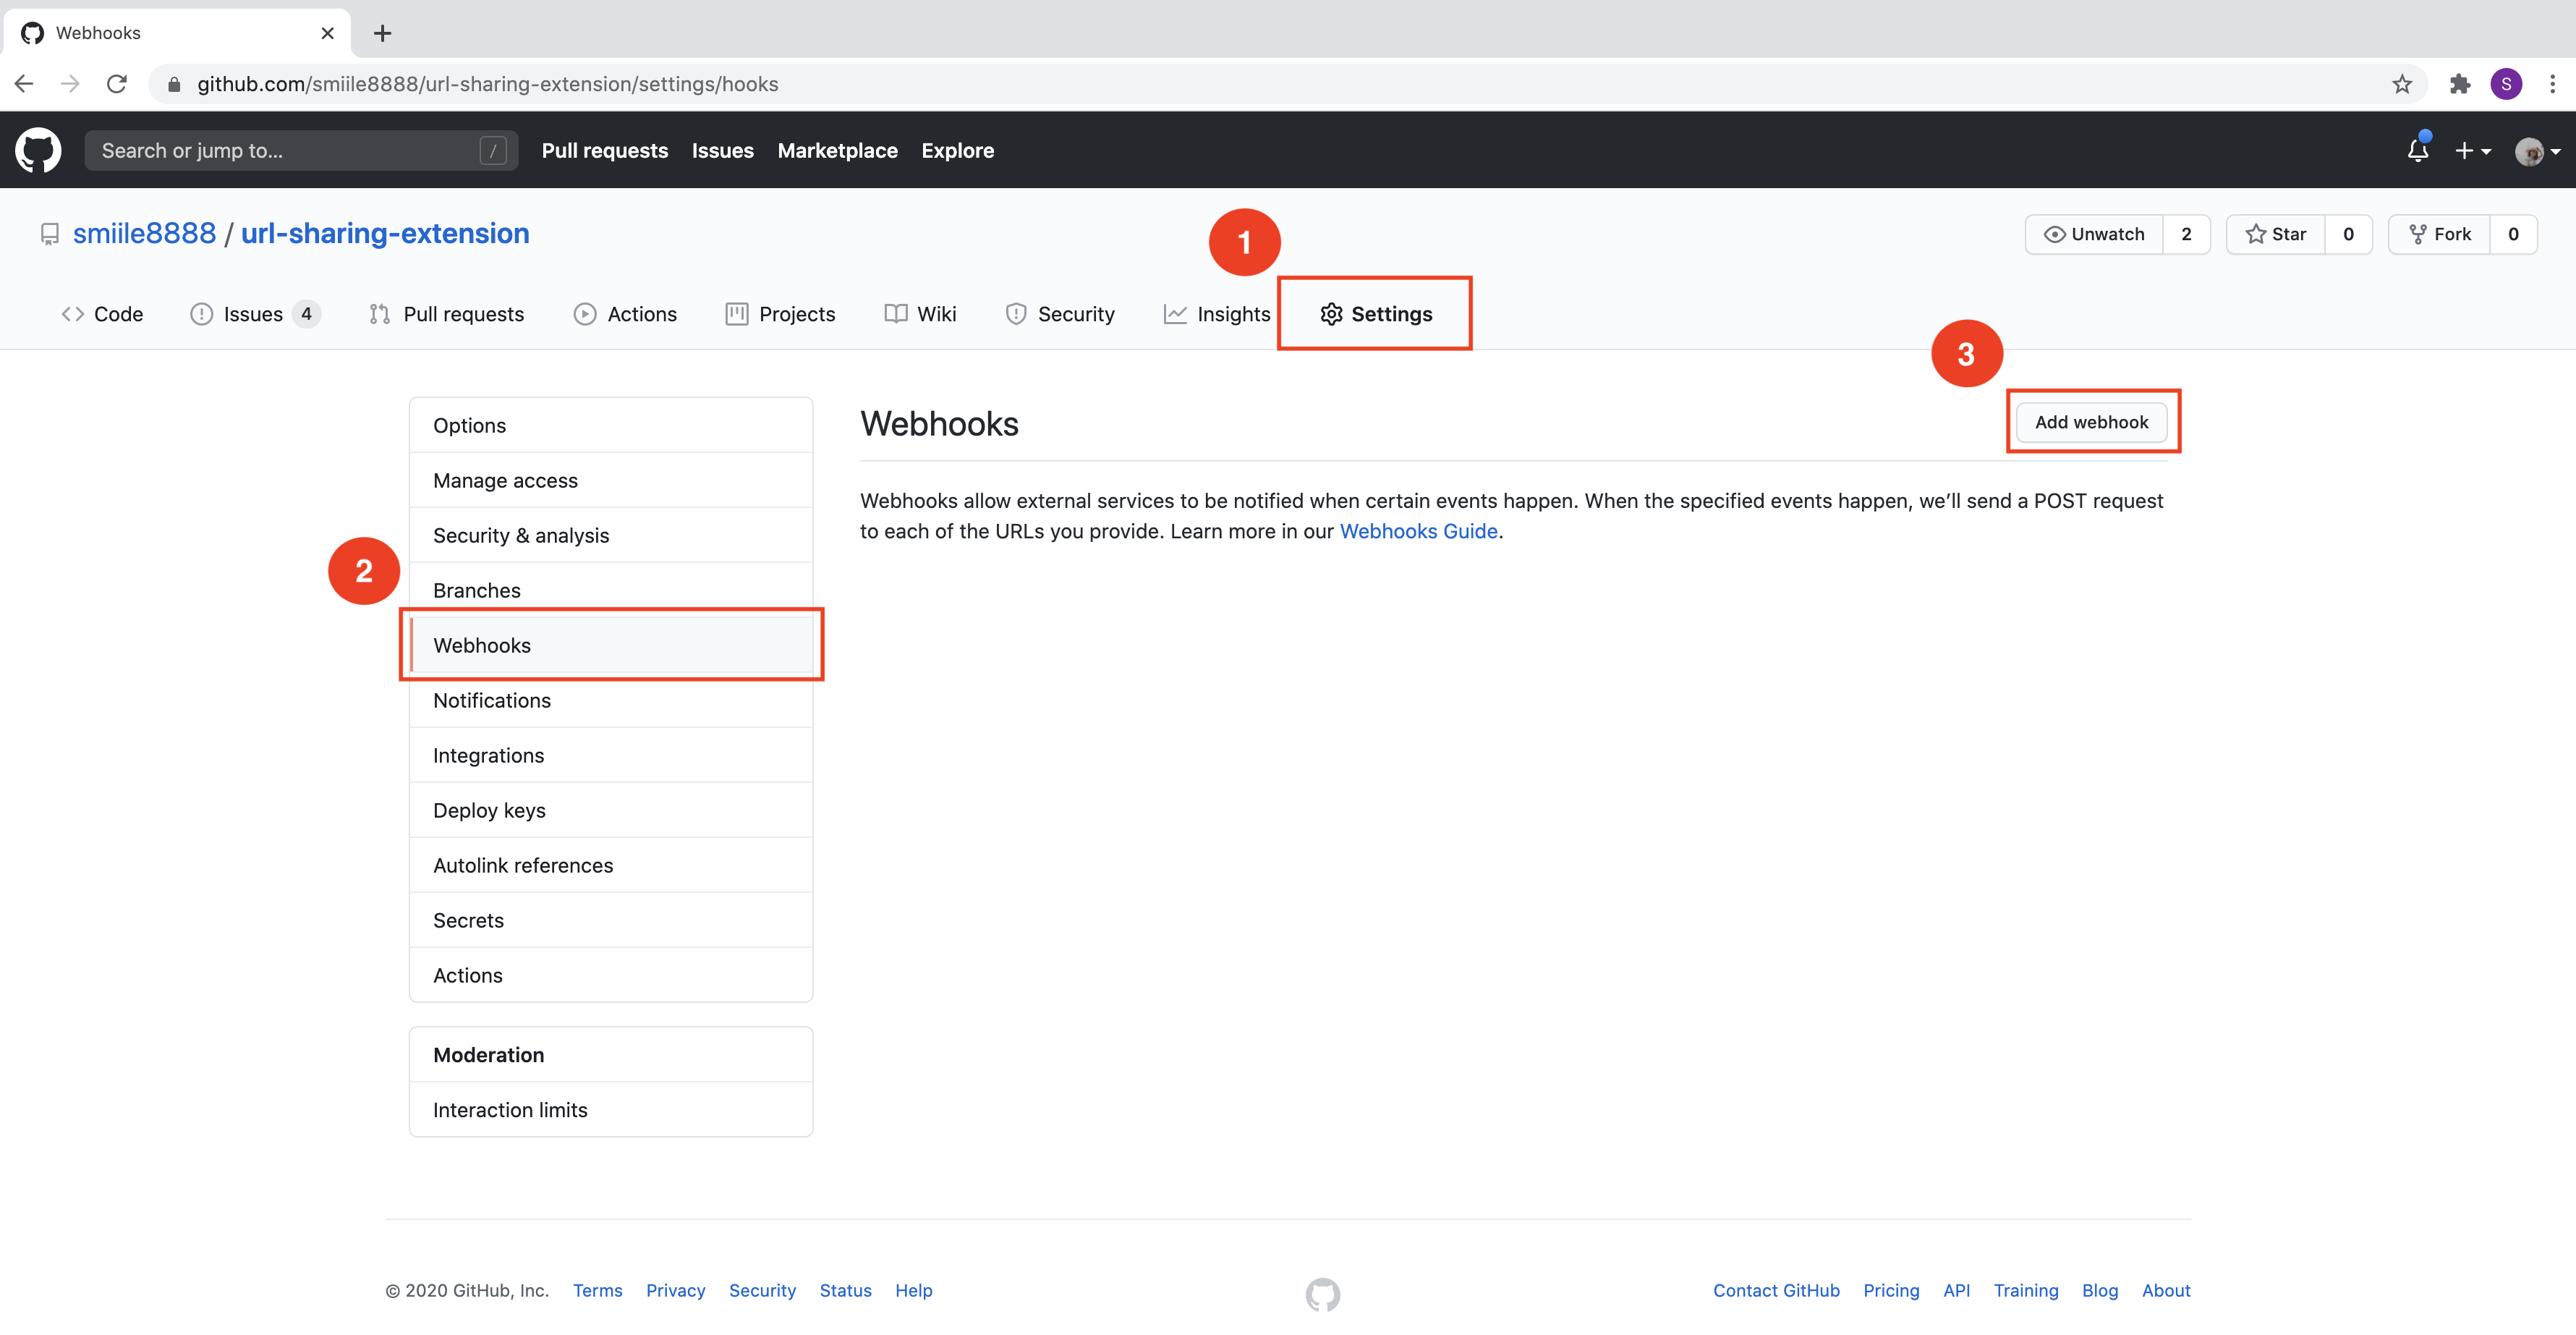 Webhooks
github.com/smiile8888/url-sharing-extension/settings/hooks
S
Search or jump to...
/
Pull requests
Issues
Marketplace
Explore
smiile8888 / url-sharing-extension
1
Unwatch 2
Star 0
Fork 0
Code
Issues 4
Pull requests
Actions
Projects
Wiki
Security
Insights
Settings
3
Options
Manage access
Security & analysis
2
Branches
Webhooks
Notifications
Integrations
Deploy keys
Autolink references
Secrets
Actions
Moderation
Interaction limits
Webhooks
Add webhook
Webhooks allow external services to be notified when certain events happen. When the specified events happen, we’ll send a POST request
to each of the URLs you provide. Learn more in our Webhooks Guide.
© 2020 GitHub, Inc. Terms Privacy Security Status Help
Contact GitHub Pricing API Training Blog About